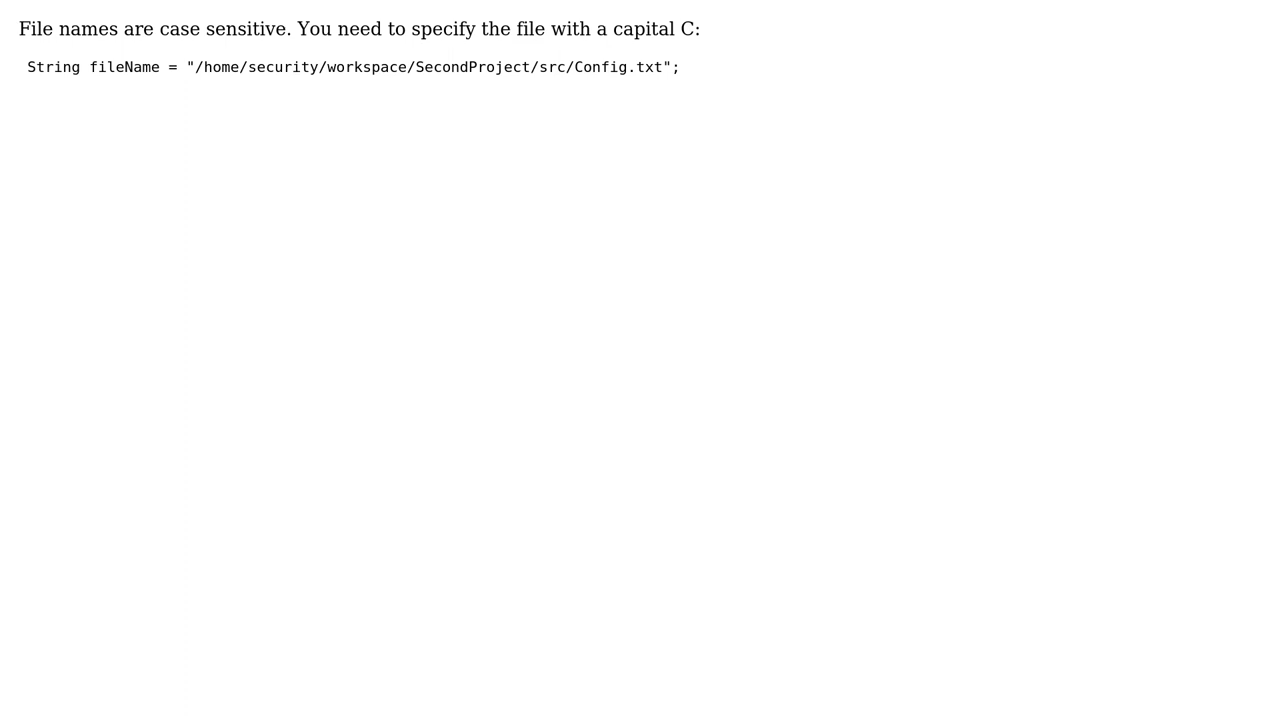 File names are case sensitive. You need to specify the file with a capital C:
String fileName = "/home/security/workspace/SecondProject/src/Config.txt";